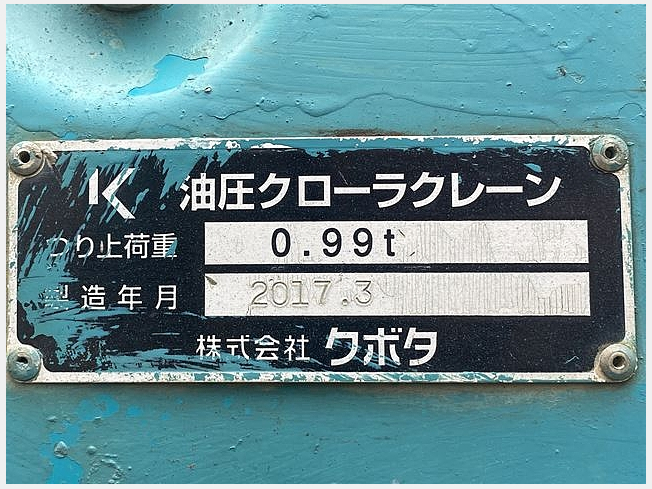 K 油圧クローラクレーン
つり上荷重 0.99t
製造年月 2017.3
株式会社 クボタ